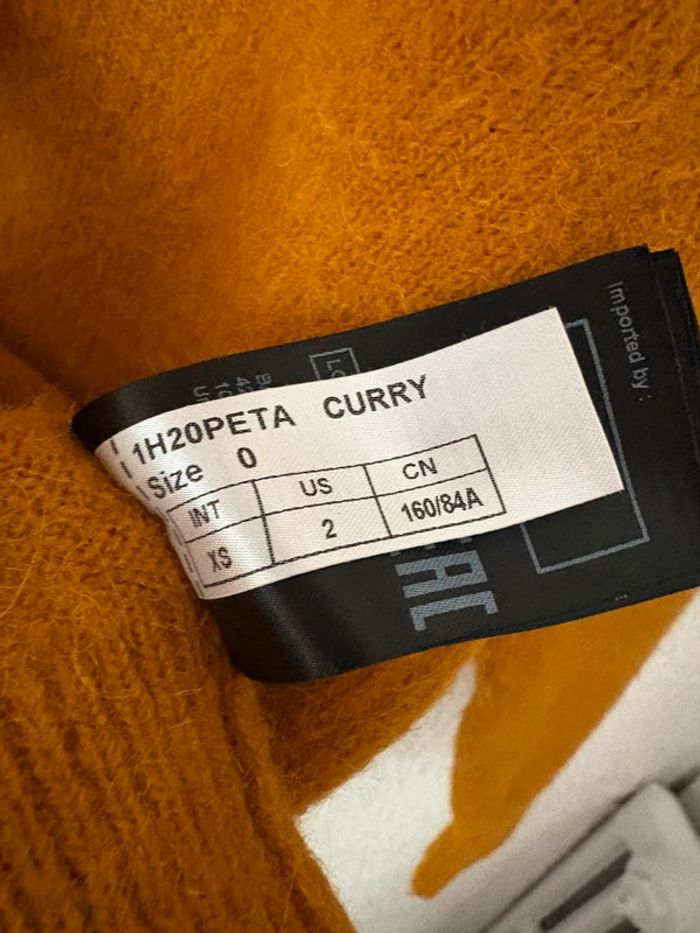 1H20PETA CURRY
Size 0
INT US CN
XS 2 160/84A
Imported by: